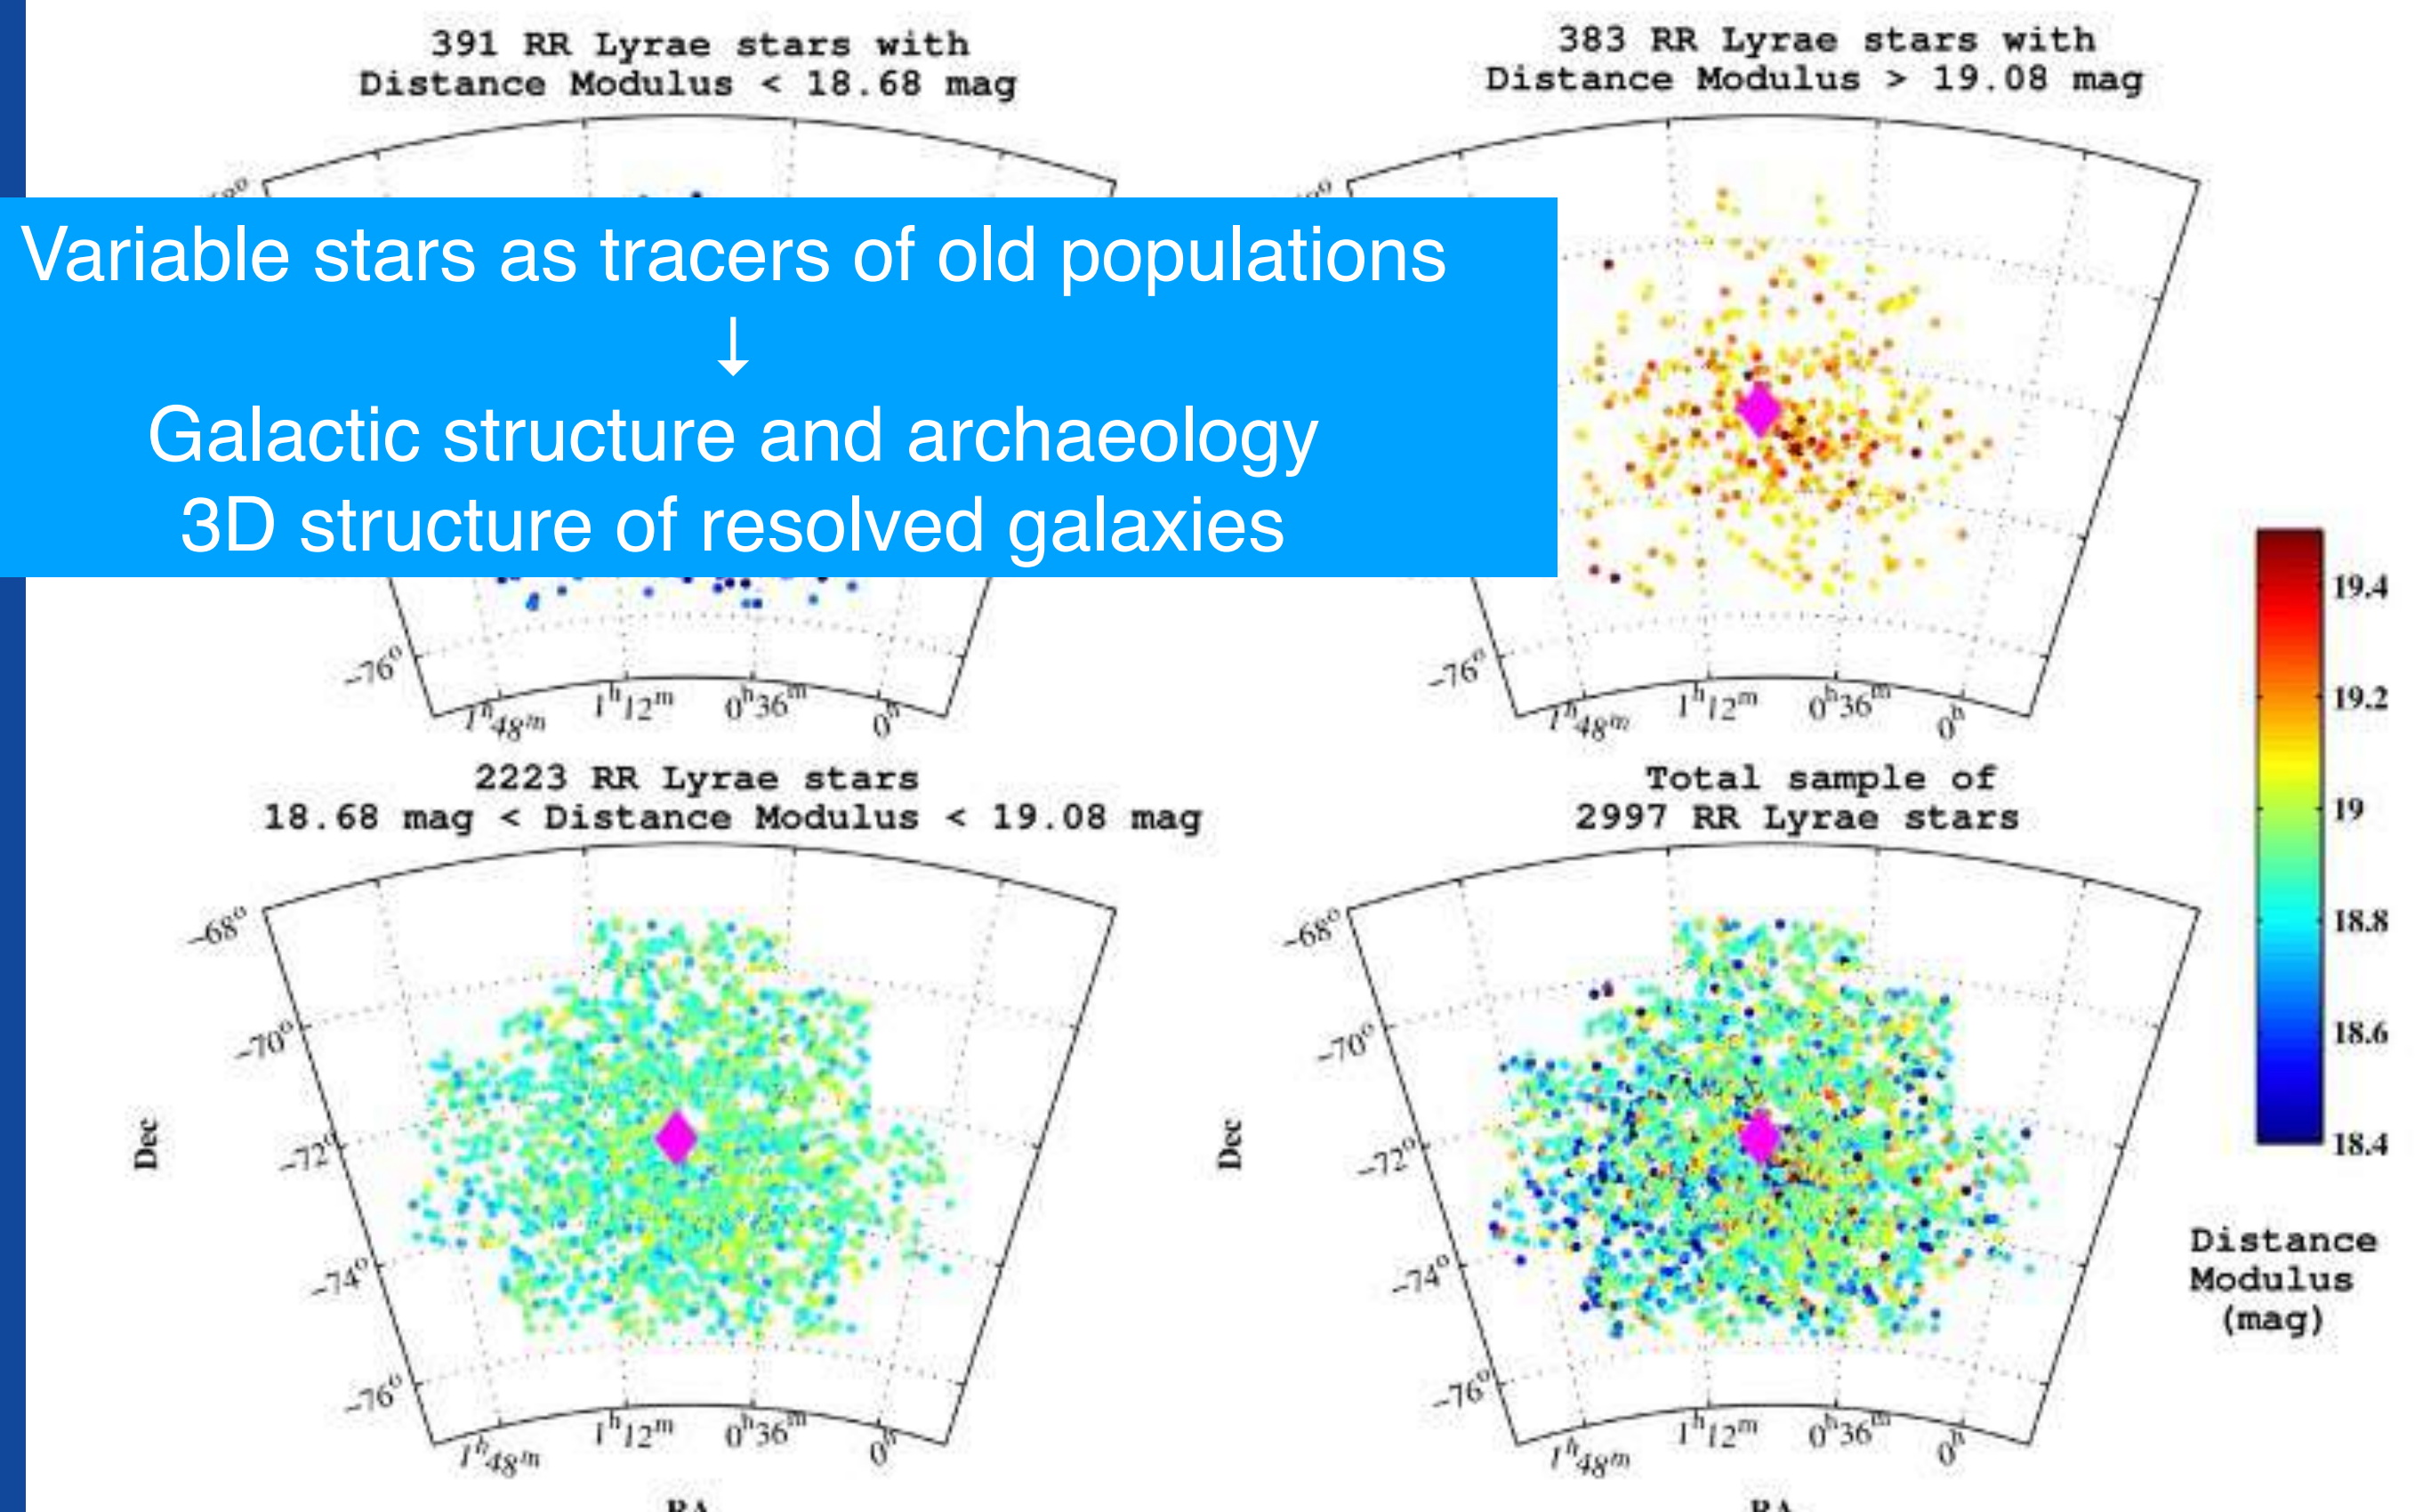 391 RR Lyrae stars with
Distance Modulus < 18.68 mag
383 RR Lyrae stars with
Distance Modulus > 19.08 mag
Variable stars as tracers of old populations
↓
Galactic structure and archaeology
3D structure of resolved galaxies
19.4
19.2
19
18.8
18.6
18.4
Distance
Modulus
(mag)
−76°
1ʰ48ᵐ
1ʰ12ᵐ
0ʰ36ᵐ
0ʰ
−76°
1ʰ48ᵐ
1ʰ12ᵐ
0ʰ36ᵐ
0ʰ
2223 RR Lyrae stars
18.68 mag < Distance Modulus < 19.08 mag
Total sample of
2997 RR Lyrae stars
−68°
−70°
−72°
−74°
−76°
Dec
1ʰ48ᵐ
1ʰ12ᵐ
0ʰ36ᵐ
0ʰ
RA
−68°
−70°
−72°
−74°
−76°
Dec
1ʰ48ᵐ
1ʰ12ᵐ
0ʰ36ᵐ
0ʰ
RA